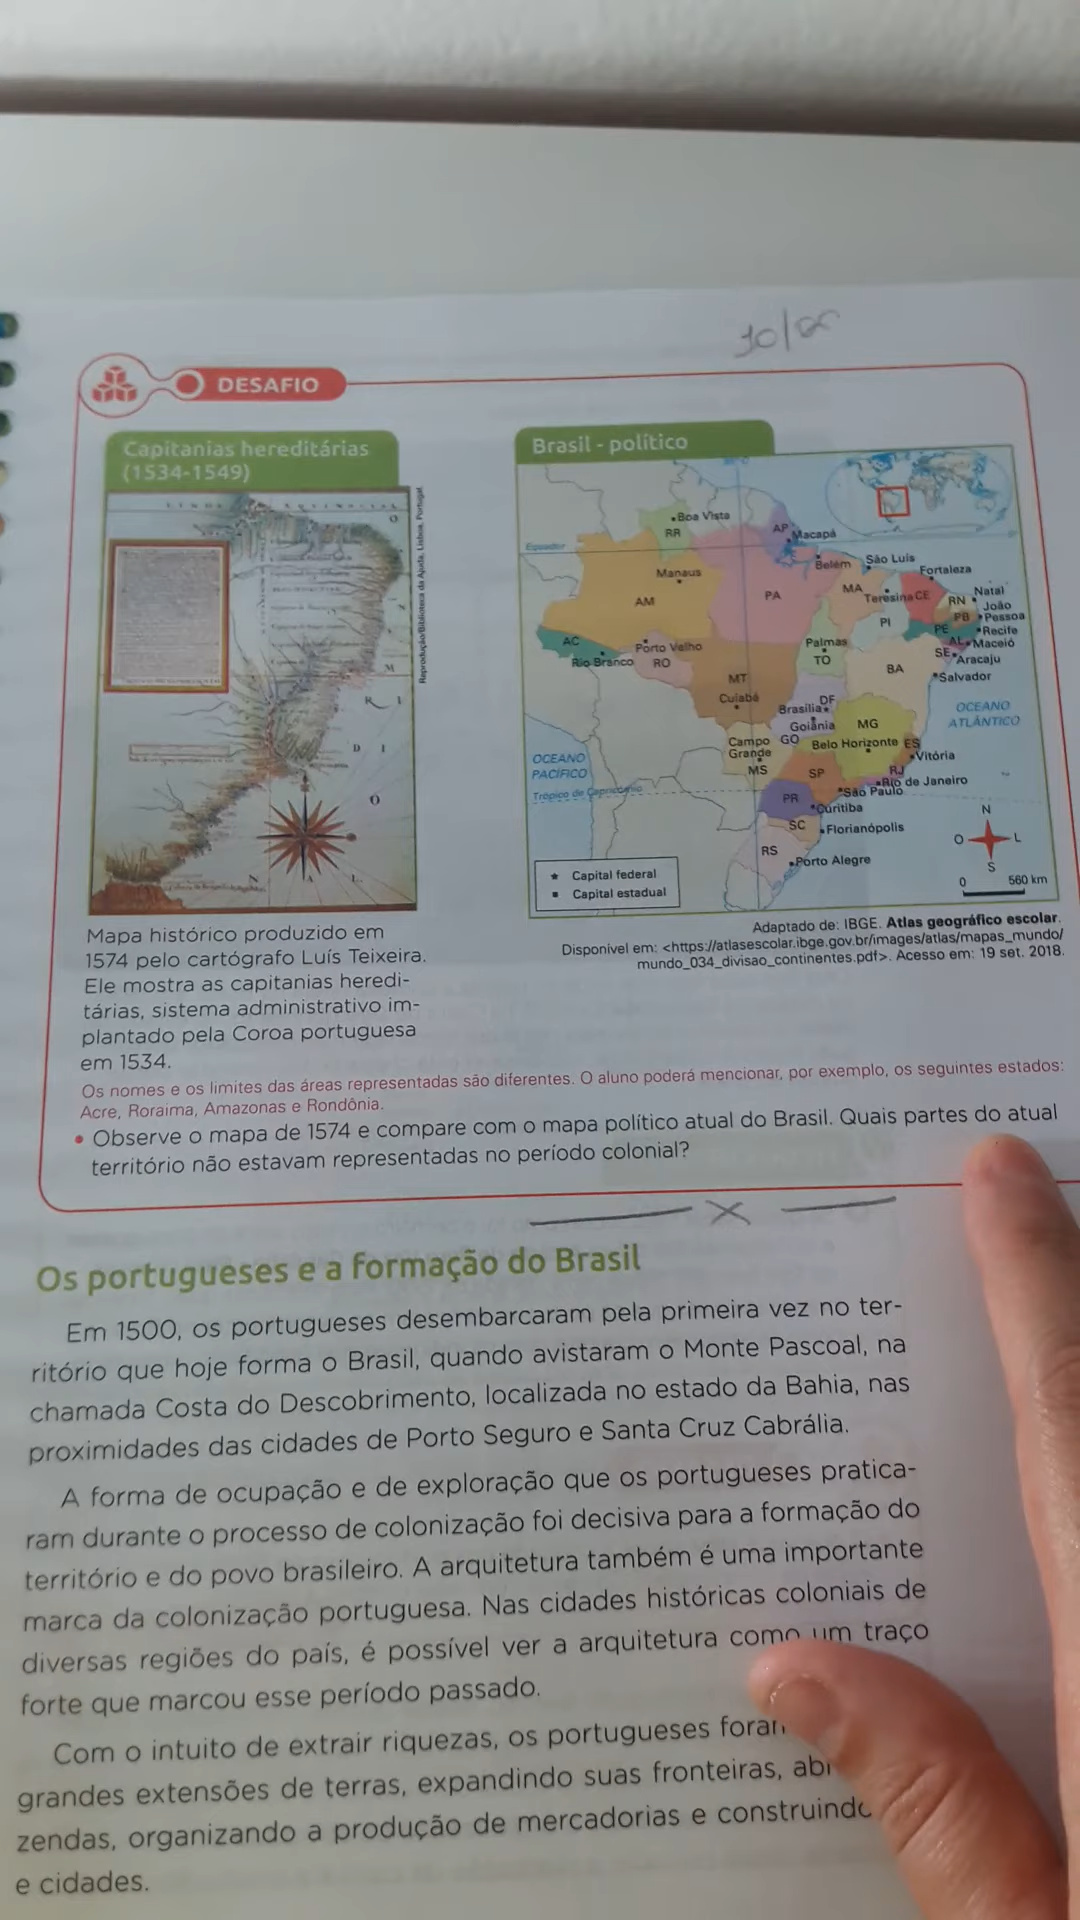 10/
DESAFIO
Capitanias hereditárias
(1534-1549)
Reprodução/Biblioteca da Ajuda, Lisboa, Portugal.
Mapa histórico produzido em
1574 pelo cartógrafo Luís Teixeira.
Ele mostra as capitanias heredi-
tárias, sistema administrativo im-
plantado pela Coroa portuguesa
em 1534.
Brasil - político
Equador
Boa Vista
RR
AP
Macapá
Belém
São Luís
Fortaleza
Manaus
AM
PA
MA
Teresina
CE
RN
Natal
PB
João
Pessoa
PI
PE
Recife
AL
Maceió
SE
Aracaju
AC
Rio Branco
Porto Velho
RO
Palmas
TO
BA
Salvador
MT
Cuiabá
DF
Brasília
Goiânia
GO
MG
Belo Horizonte
ES
Vitória
Campo
Grande
MS
SP
São Paulo
RJ
Rio de Janeiro
PR
Curitiba
SC
Florianópolis
RS
Porto Alegre
OCEANO
PACÍFICO
OCEANO
ATLÂNTICO
Trópico de Capricórnio
N
O
L
S
0
560 km
Capital federal
Capital estadual
Adaptado de: IBGE. Atlas geográfico escolar.
Disponível em: <https://atlasescolar.ibge.gov.br/images/atlas/mapas_mundo/
mundo_034_divisao_continentes.pdf>. Acesso em: 19 set. 2018.
Os nomes e os limites das áreas representadas são diferentes. O aluno poderá mencionar, por exemplo, os seguintes estados:
Acre, Roraima, Amazonas e Rondônia.
• Observe o mapa de 1574 e compare com o mapa político atual do Brasil. Quais partes do atual
território não estavam representadas no período colonial?
Os portugueses e a formação do Brasil
Em 1500, os portugueses desembarcaram pela primeira vez no ter-
ritório que hoje forma o Brasil, quando avistaram o Monte Pascoal, na
chamada Costa do Descobrimento, localizada no estado da Bahia, nas
proximidades das cidades de Porto Seguro e Santa Cruz Cabrália.
A forma de ocupação e de exploração que os portugueses pratica-
ram durante o processo de colonização foi decisiva para a formação do
território e do povo brasileiro. A arquitetura também é uma importante
marca da colonização portuguesa. Nas cidades históricas coloniais de
diversas regiões do país, é possível ver a arquitetura como um traço
forte que marcou esse período passado.
Com o intuito de extrair riquezas, os portugueses
grandes extensões de terras, expandindo suas fronteiras,
zendas, organizando a produção de mercadorias e construindo
e cidades.